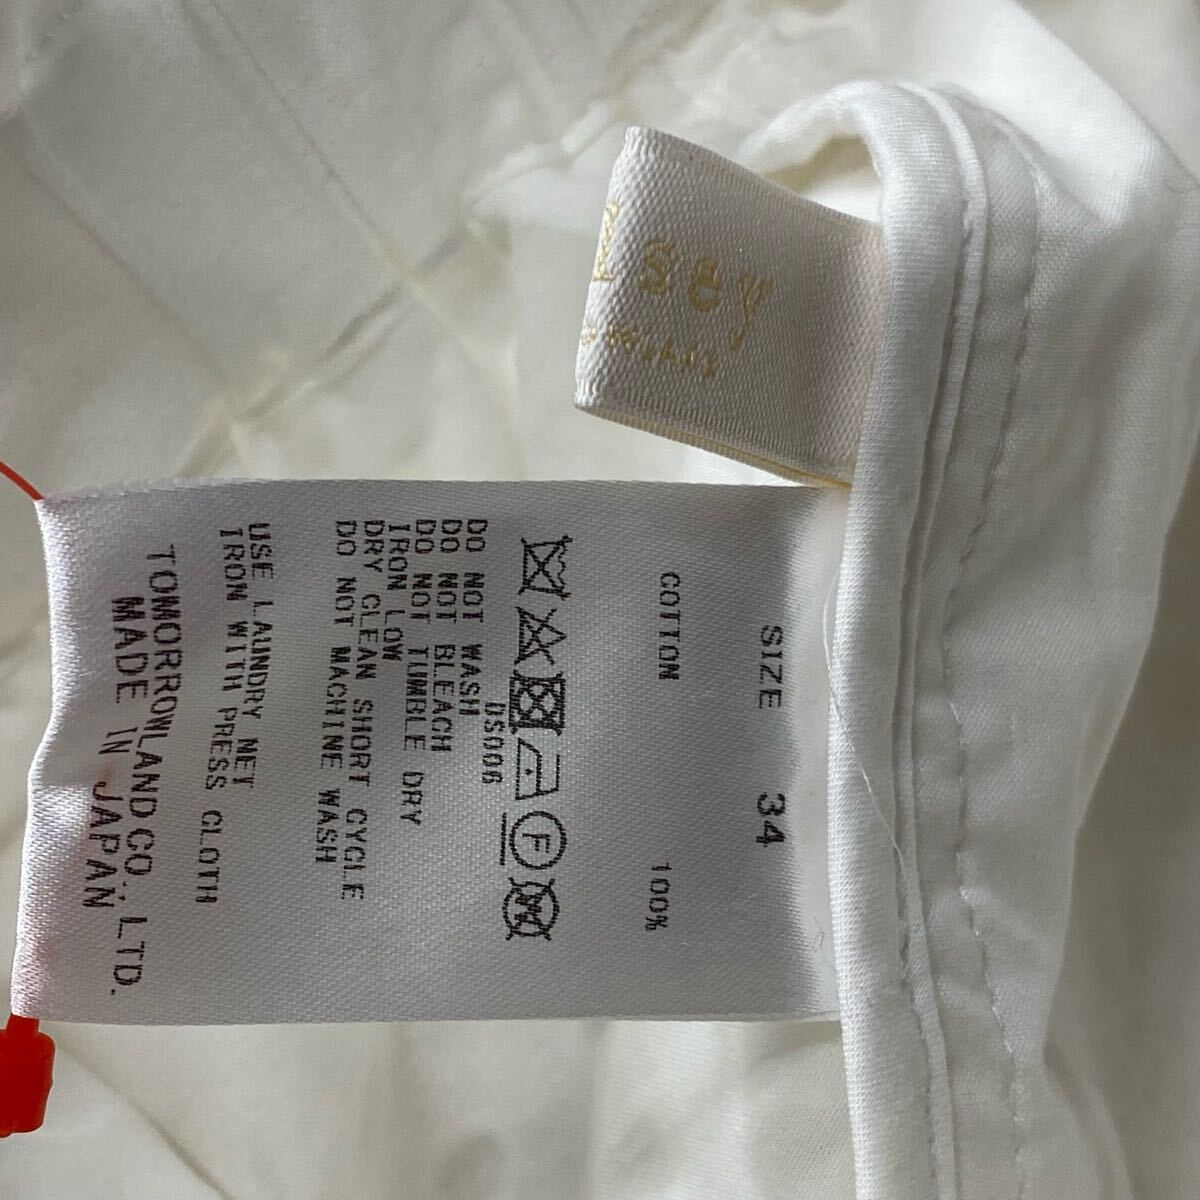 sey
SIZE 34
COTTON 100%
F
W
DS006
DO NOT WASH
DO NOT BLEACH
DO NOT TUMBLE DRY
IRON LOW
DRY CLEAN SHORT CYCLE
DO NOT MACHINE WASH
USE LAUNDRY NET
IRON WITH PRESS CLOTH
TOMORROWLAND CO., LTD.
MADE IN JAPAN